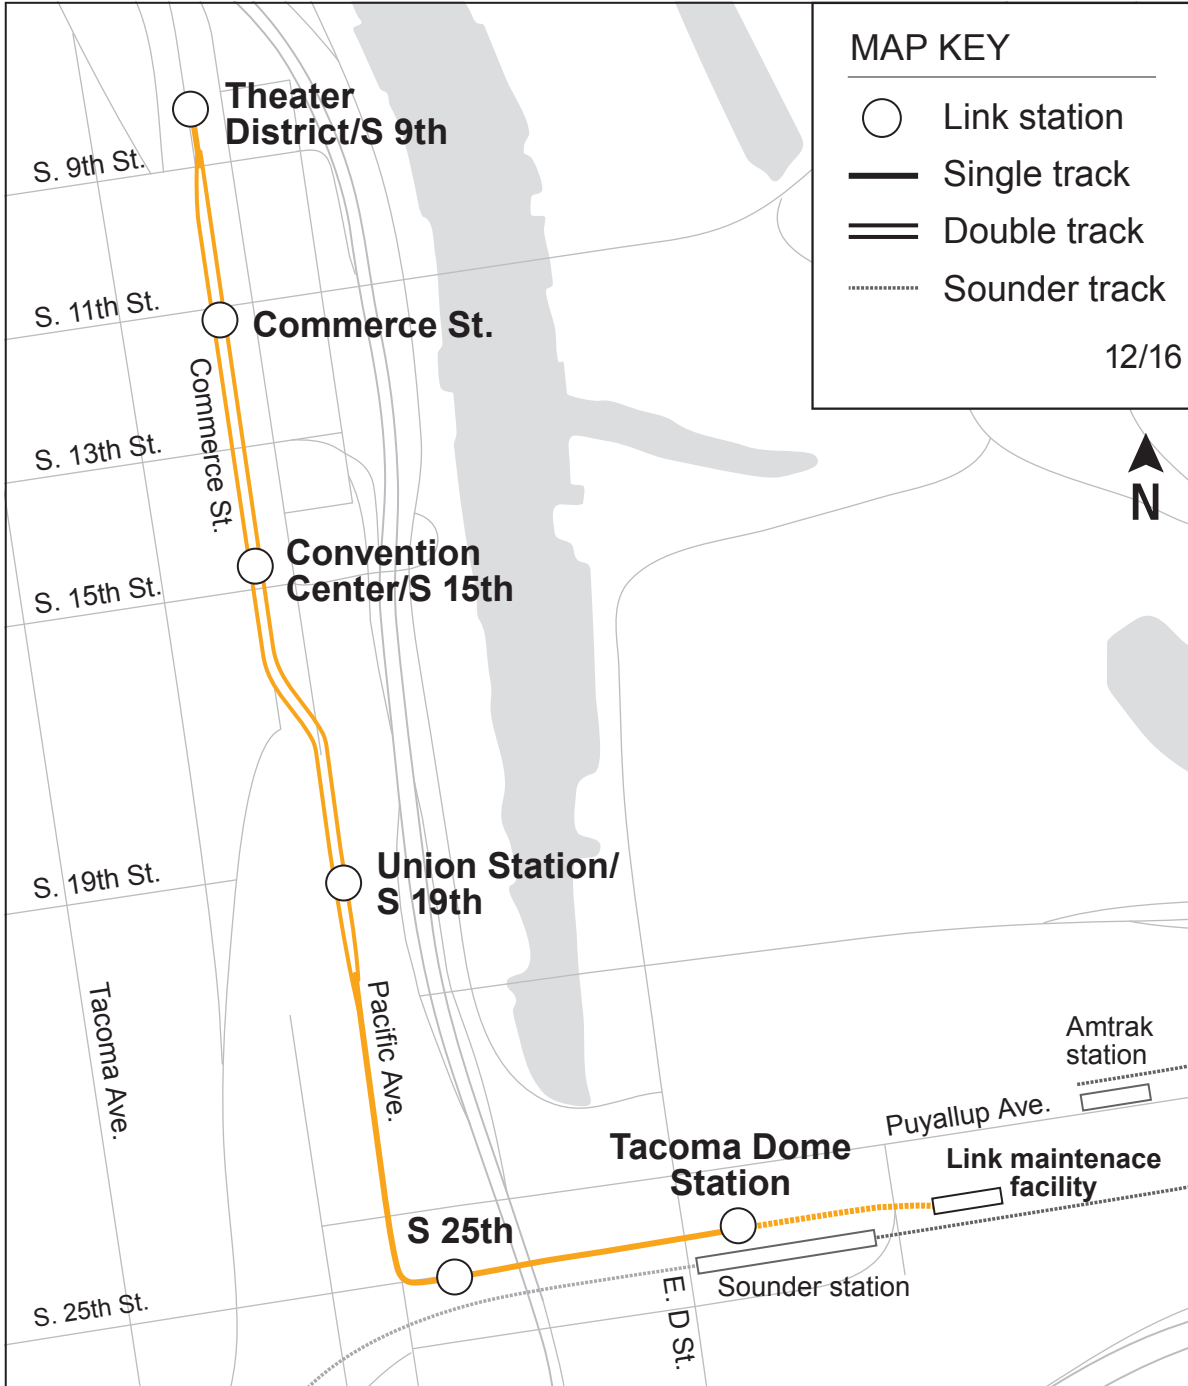 MAP KEY
Link station
Single track
Double track
Sounder track
12/16
N
Theater
District/S 9th
S. 9th St.
S. 11th St.
Commerce St.
Commerce St.
S. 13th St.
Convention
Center/S 15th
S. 15th St.
Union Station/
S 19th
S. 19th St.
Tacoma Ave.
Pacific Ave.
Amtrak
station
Puyallup Ave.
Tacoma Dome
Station
Link maintenace
facility
S 25th
Sounder station
S. 25th St.
E. D St.